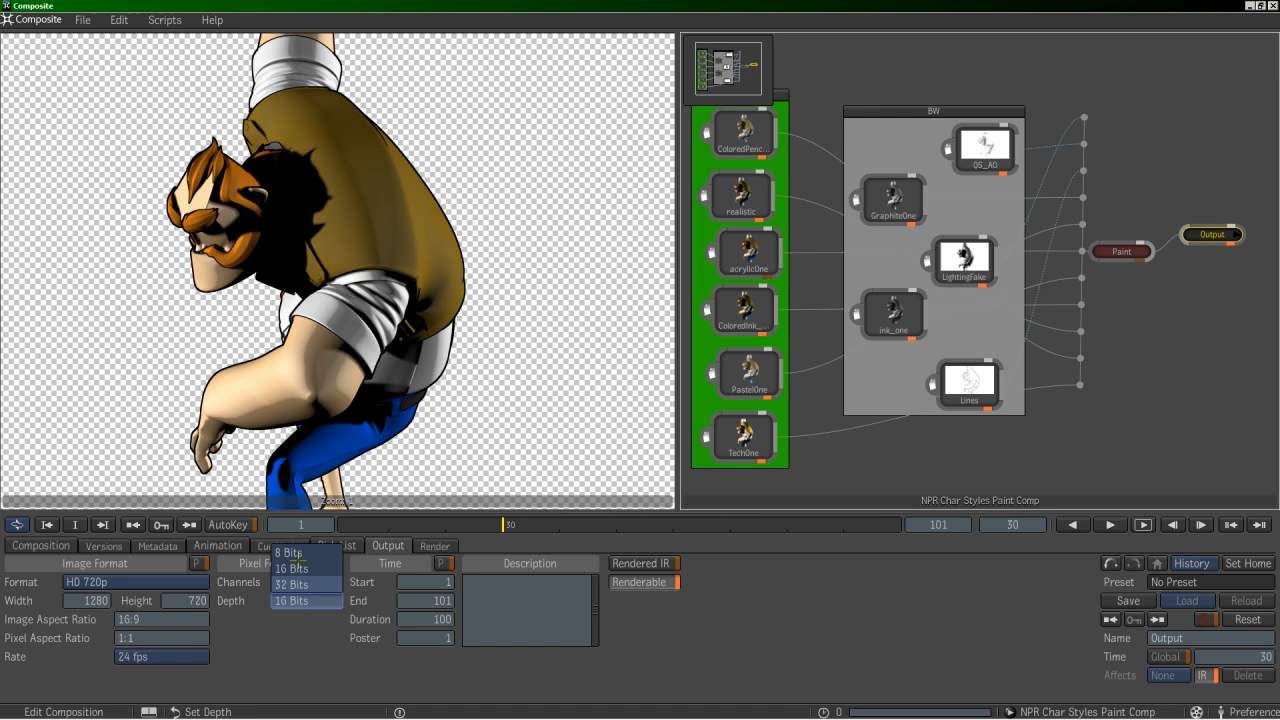 Composite
Composite File Edit Scripts Help
BW
ColoredPenc...
QS_AO
realistic
GraphiteOne
acrylicOne
LightingFake
Output
Paint
ColoredInk_...
ink_one
PastelOne
Lines
TechOne
Zoom: 1
NPR Char Styles Paint Comp
AutoKey 1 30 101 30
Composition Versions Metadata Animation Output Render
Image Format P Time P Description Rendered IR History Set Home
8 Bits
16 Bits
32 Bits
16 Bits
Format HD 720p Channels Start 1 Renderable Preset No Preset
Width 1280 Height 720 Depth End 101 Save Load Reload
Image Aspect Ratio 16:9 Duration 100 Reset
Pixel Aspect Ratio 1:1 Poster 1 Name Output
Rate 24 fps Time Global 30
Affects None IR Delete
Edit Composition Set Depth 0 NPR Char Styles Paint Comp Preference